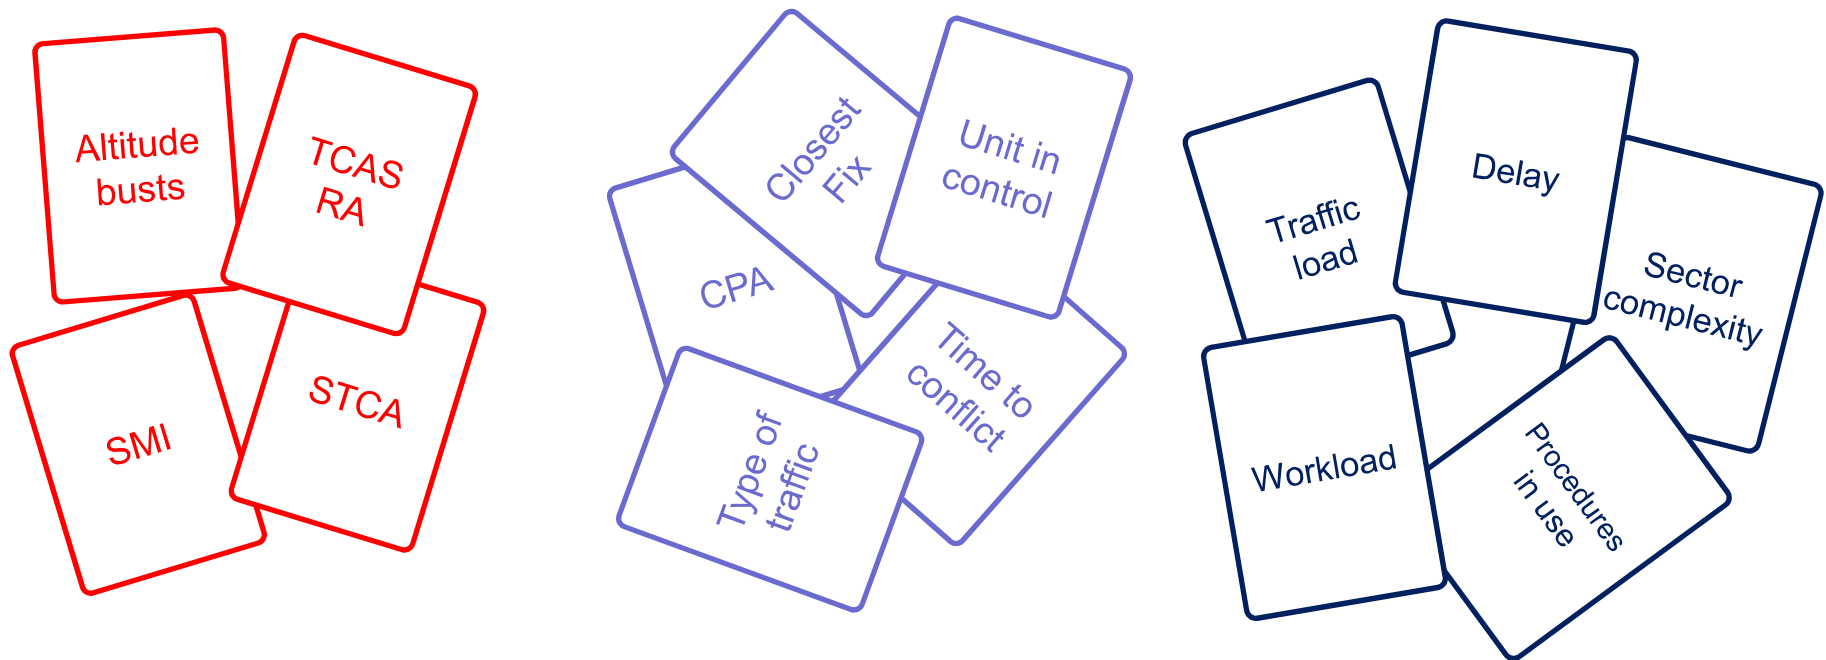 Altitude
busts
TCAS
RA
SMI
STCA
Closest
Fix
Unit in
control
CPA
Time to
conflict
Type of
traffic
Traffic
load
Delay
Sector
complexity
Workload
Procedures
in use